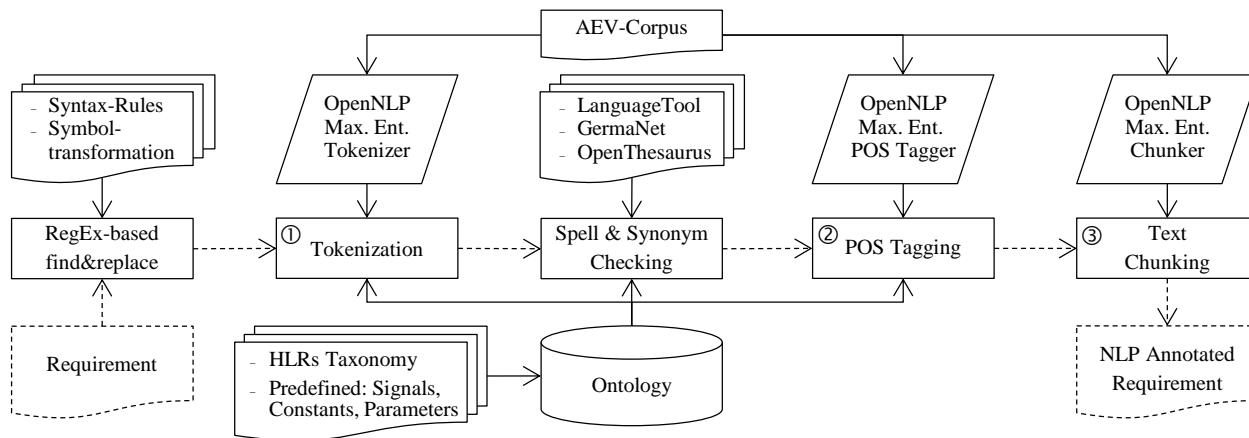 AEV-Corpus
– Syntax-Rules
– Symbol-
transformation
OpenNLP
Max. Ent.
Tokenizer
– LanguageTool
– GermaNet
– OpenThesaurus
OpenNLP
Max. Ent.
POS Tagger
OpenNLP
Max. Ent.
Chunker
RegEx-based
find&replace
① Tokenization
Spell & Synonym
Checking
② POS Tagging
③ Text
Chunking
Requirement
– HLRs Taxonomy
– Predefined: Signals,
Constants, Parameters
Ontology
NLP Annotated
Requirement